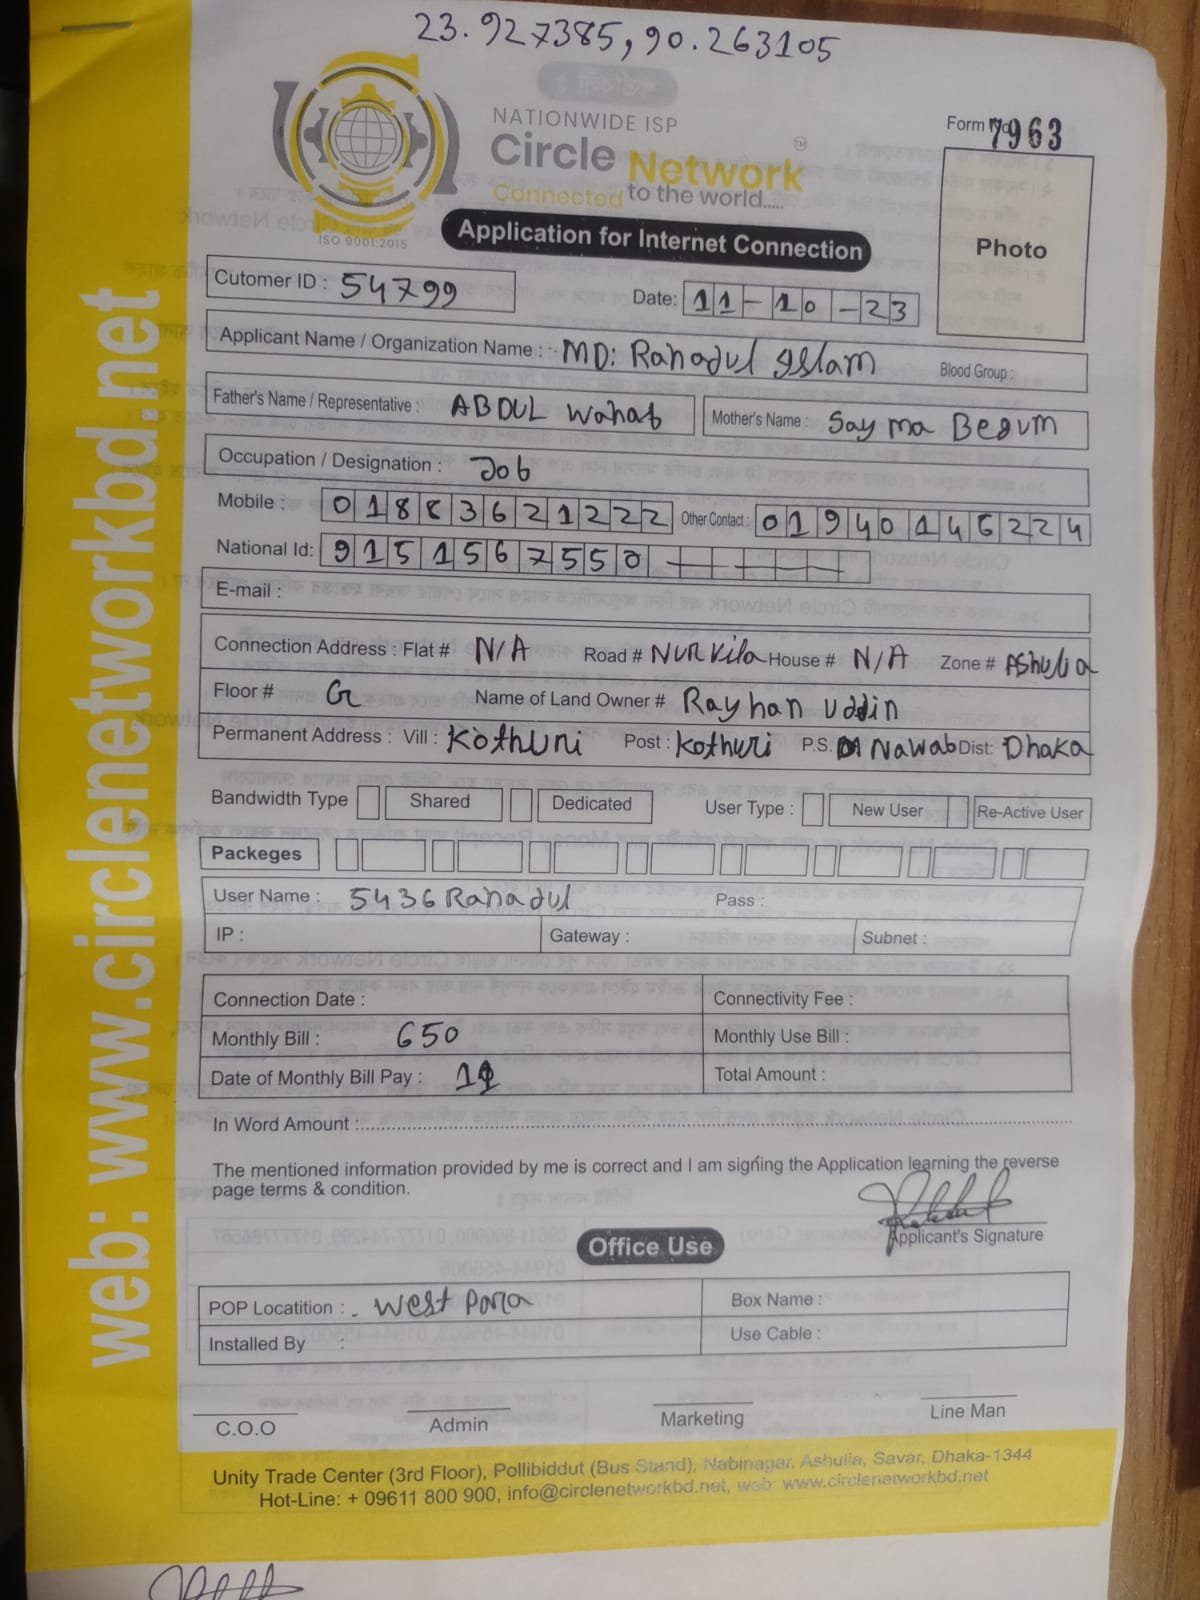 23.927385, 90.263105
NATIONWIDE ISP
Circle Network TM
Connected to the world.....
ISO 9001:2015
Form No 7963
Photo
Application for Internet Connection
Cutomer ID : 54799
Date: 11-10-23
Applicant Name / Organization Name : MD: Rahadul Islam Blood Group :
Father's Name / Representative : ABDUL Wahab Mother's Name : Sayma Begum
Occupation / Designation : Job
Mobile : 01883621222 Other Contact : 01940146224
National Id: 9151567550
E-mail :
Connection Address : Flat # N/A Road # Nur Kila House # N/A Zone # Ashulia
Floor # G Name of Land Owner # Rayhan Uddin
Permanent Address : Vill : Kothuri Post : Kothuri P.S. Nawab Dist: Dhaka
Bandwidth Type Shared Dedicated User Type : New User Re-Active User
Packeges
User Name : 5436Rahadul Pass :
IP : Gateway : Subnet :
Connection Date : Connectivity Fee :
Monthly Bill : 650 Monthly Use Bill :
Date of Monthly Bill Pay : 11 Total Amount :
In Word Amount :
The mentioned information provided by me is correct and I am signing the Application learning the reverse
page terms & condition.
Applicant's Signature
Office Use
POP Locatition : West Para Box Name :
Installed By : Use Cable :
C.O.O Admin Marketing Line Man
Unity Trade Center (3rd Floor), Pollibiddut (Bus Stand), Nabinagar, Ashulia, Savar, Dhaka-1344
Hot-Line: + 09611 800 900, info@circlenetworkbd.net, web: www.circlenetworkbd.net
web: www.circlenetworkbd.net